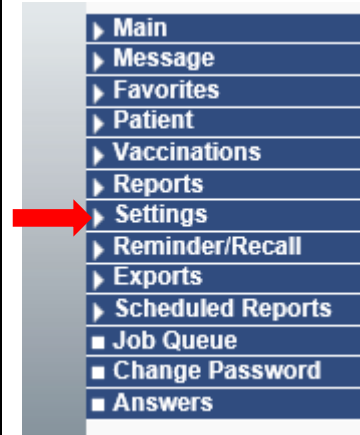 Main
Message
Favorites
Patient
Vaccinations
Reports
Settings
Reminder/Recall
Exports
Scheduled Reports
Job Queue
Change Password
Answers